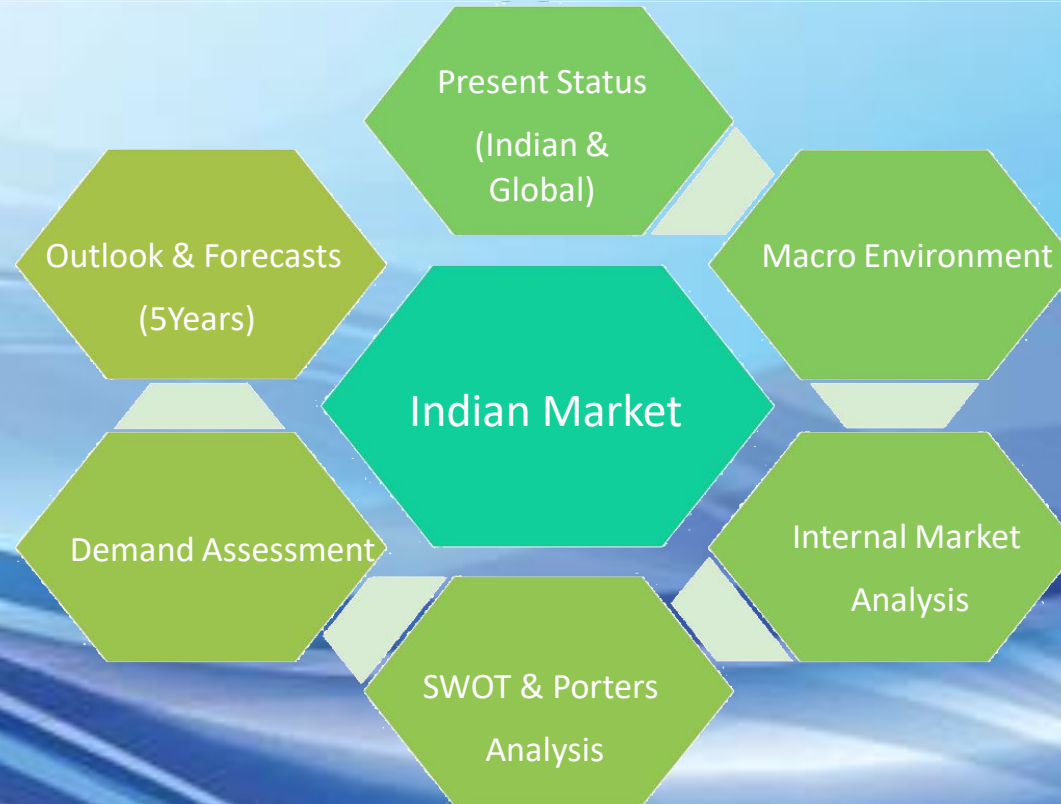 Present Status
(Indian &
Global)
Macro Environment
Internal Market
Analysis
SWOT & Porters
Analysis
Demand Assessment
Outlook & Forecasts
(5Years)
Indian Market